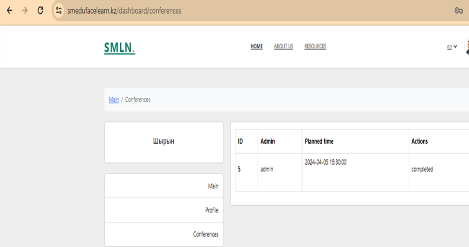 smedufacelearn.kz/dashboard/conferences
SMLN.
HOME ABOUT US RESOURCES
en
Main / Conferences
Шырын
Main
Profile
Conferences
ID Admin Planned time Actions
5 admin 2024-04-05 15:30:00 completed